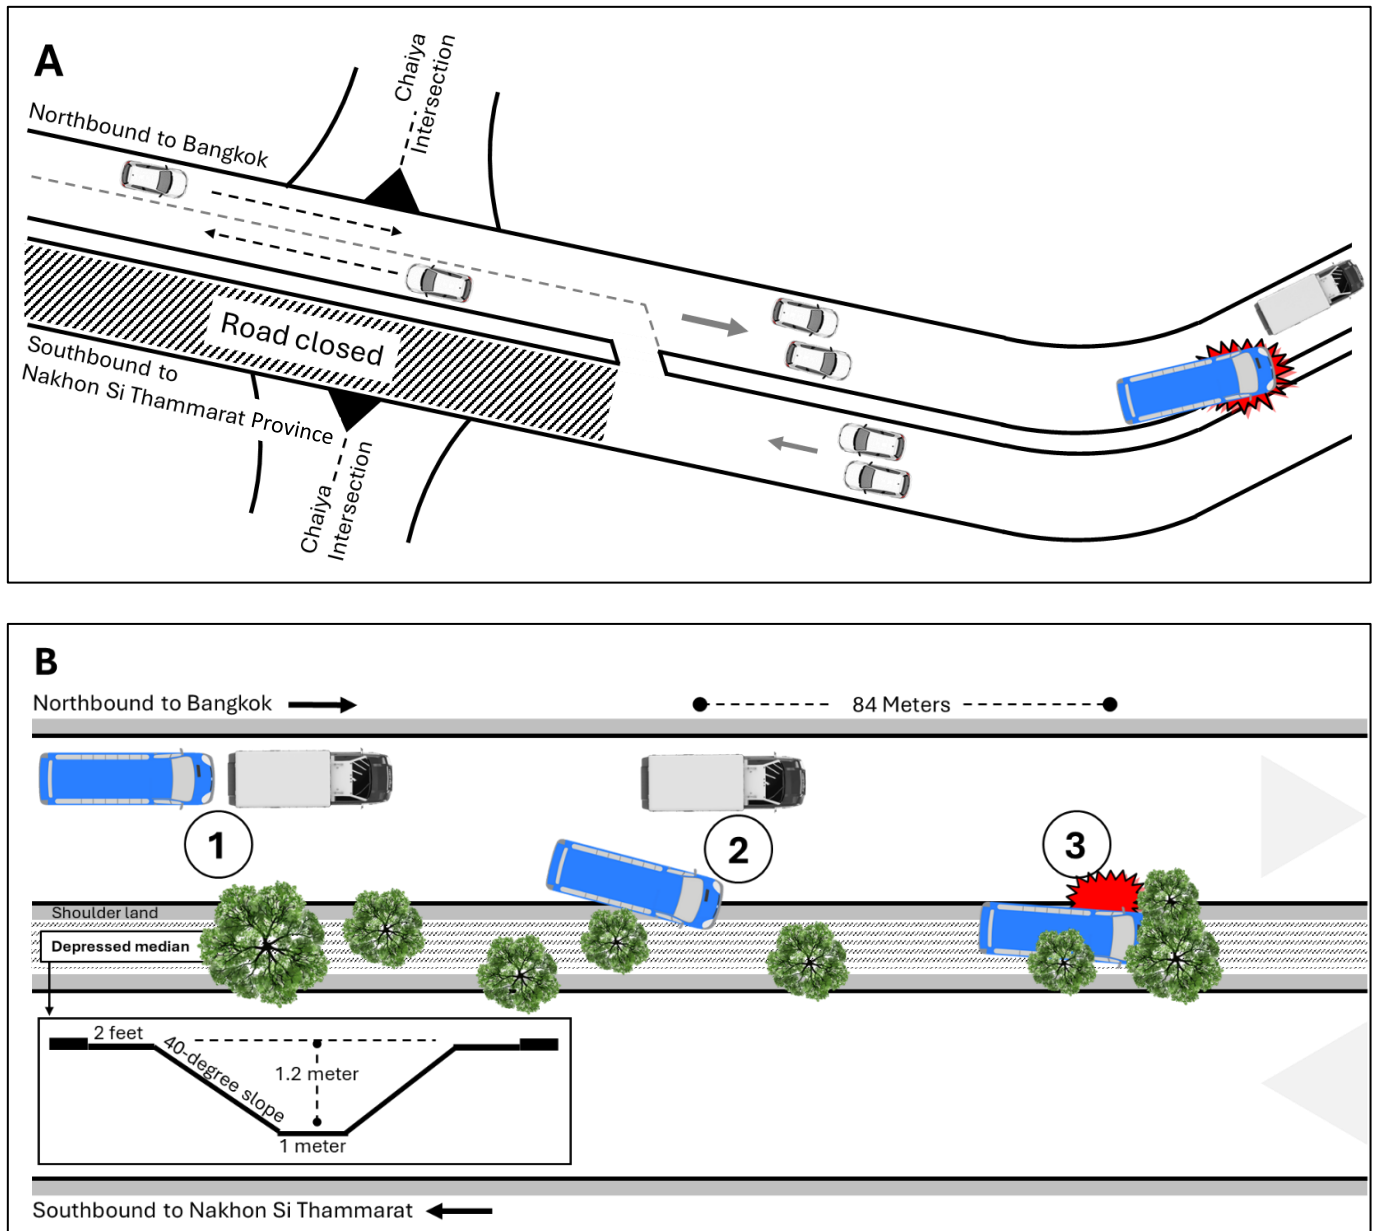 A
Chaiya
Intersection
Northbound to Bangkok
Road closed
Southbound to
Nakhon Si Thammarat Province
Chaiya
Intersection
B
Northbound to Bangkok
84 Meters
1
2
3
Shoulder land
Depressed median
2 feet
40-degree slope
1.2 meter
1 meter
Southbound to Nakhon Si Thammarat